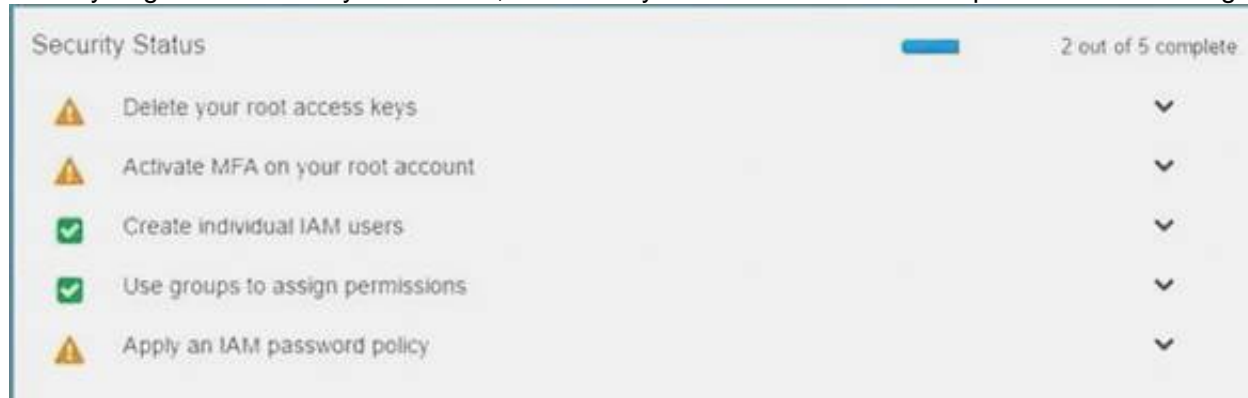 Security Status 2 out of 5 complete
Delete your root access keys
Activate MFA on your root account
Create individual IAM users
Use groups to assign permissions
Apply an IAM password policy